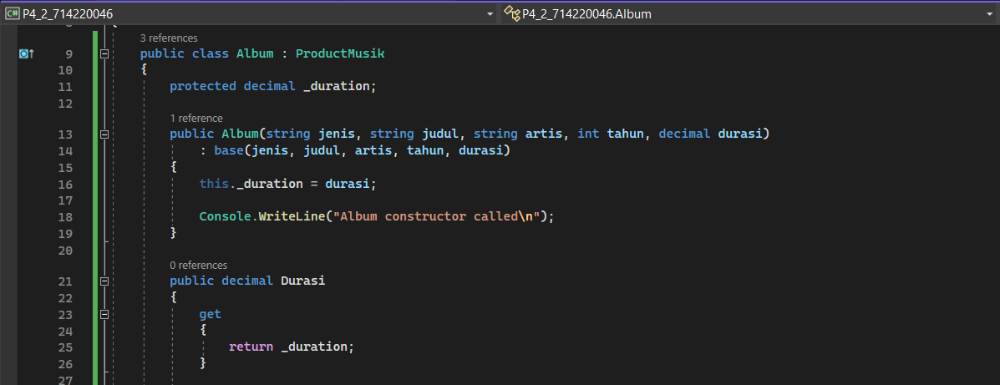 C# P4_2_714220046
P4_2_714220046.Album
3 references
9 public class Album : ProductMusik
10 {
11 protected decimal _duration;
12
1 reference
13 public Album(string jenis, string judul, string artis, int tahun, decimal durasi)
14 : base(jenis, judul, artis, tahun, durasi)
15 {
16 this._duration = durasi;
17
18 Console.WriteLine("Album constructor called\n");
19 }
20
0 references
21 public decimal Durasi
22 {
23 get
24 {
25 return _duration;
26 }
27